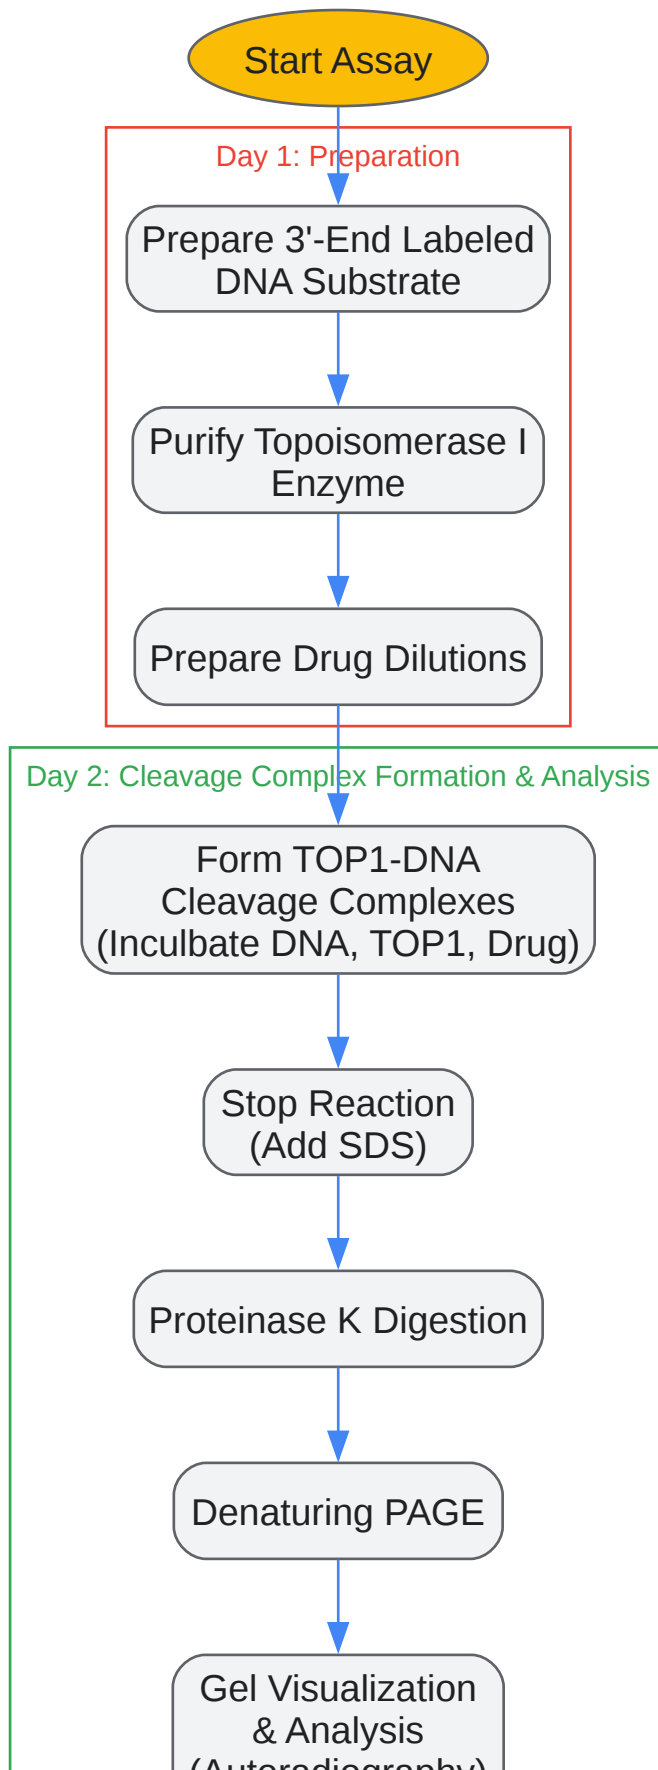 Start Assay
Day 1: Preparation
Prepare 3'-End Labeled
DNA Substrate
Purify Topoisomerase I
Enzyme
Prepare Drug Dilutions
Day 2: Cleavage Complex Formation & Analysis
Form TOP1-DNA
Cleavage Complexes
(Inculbate DNA, TOP1, Drug)
Stop Reaction
(Add SDS)
Proteinase K Digestion
Denaturing PAGE
Gel Visualization
& Analysis
(Autoradiography)